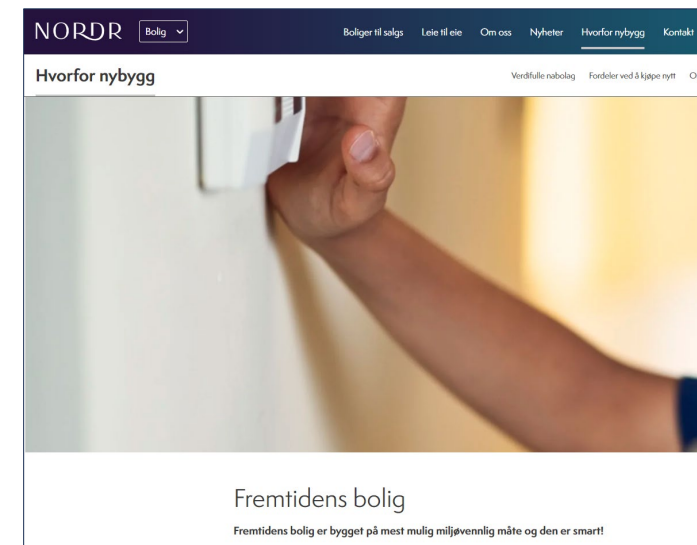 NORDR Bolig Boliger til salgs Leie til eie Om oss Nyheter Hvorfor nybygg Kontakt
Hvorfor nybygg Verdifulle nabolag Fordeler ved å kjøpe nytt
Fremtidens bolig
Fremtidens bolig er bygget på mest mulig miljøvennlig måte og den er smart!